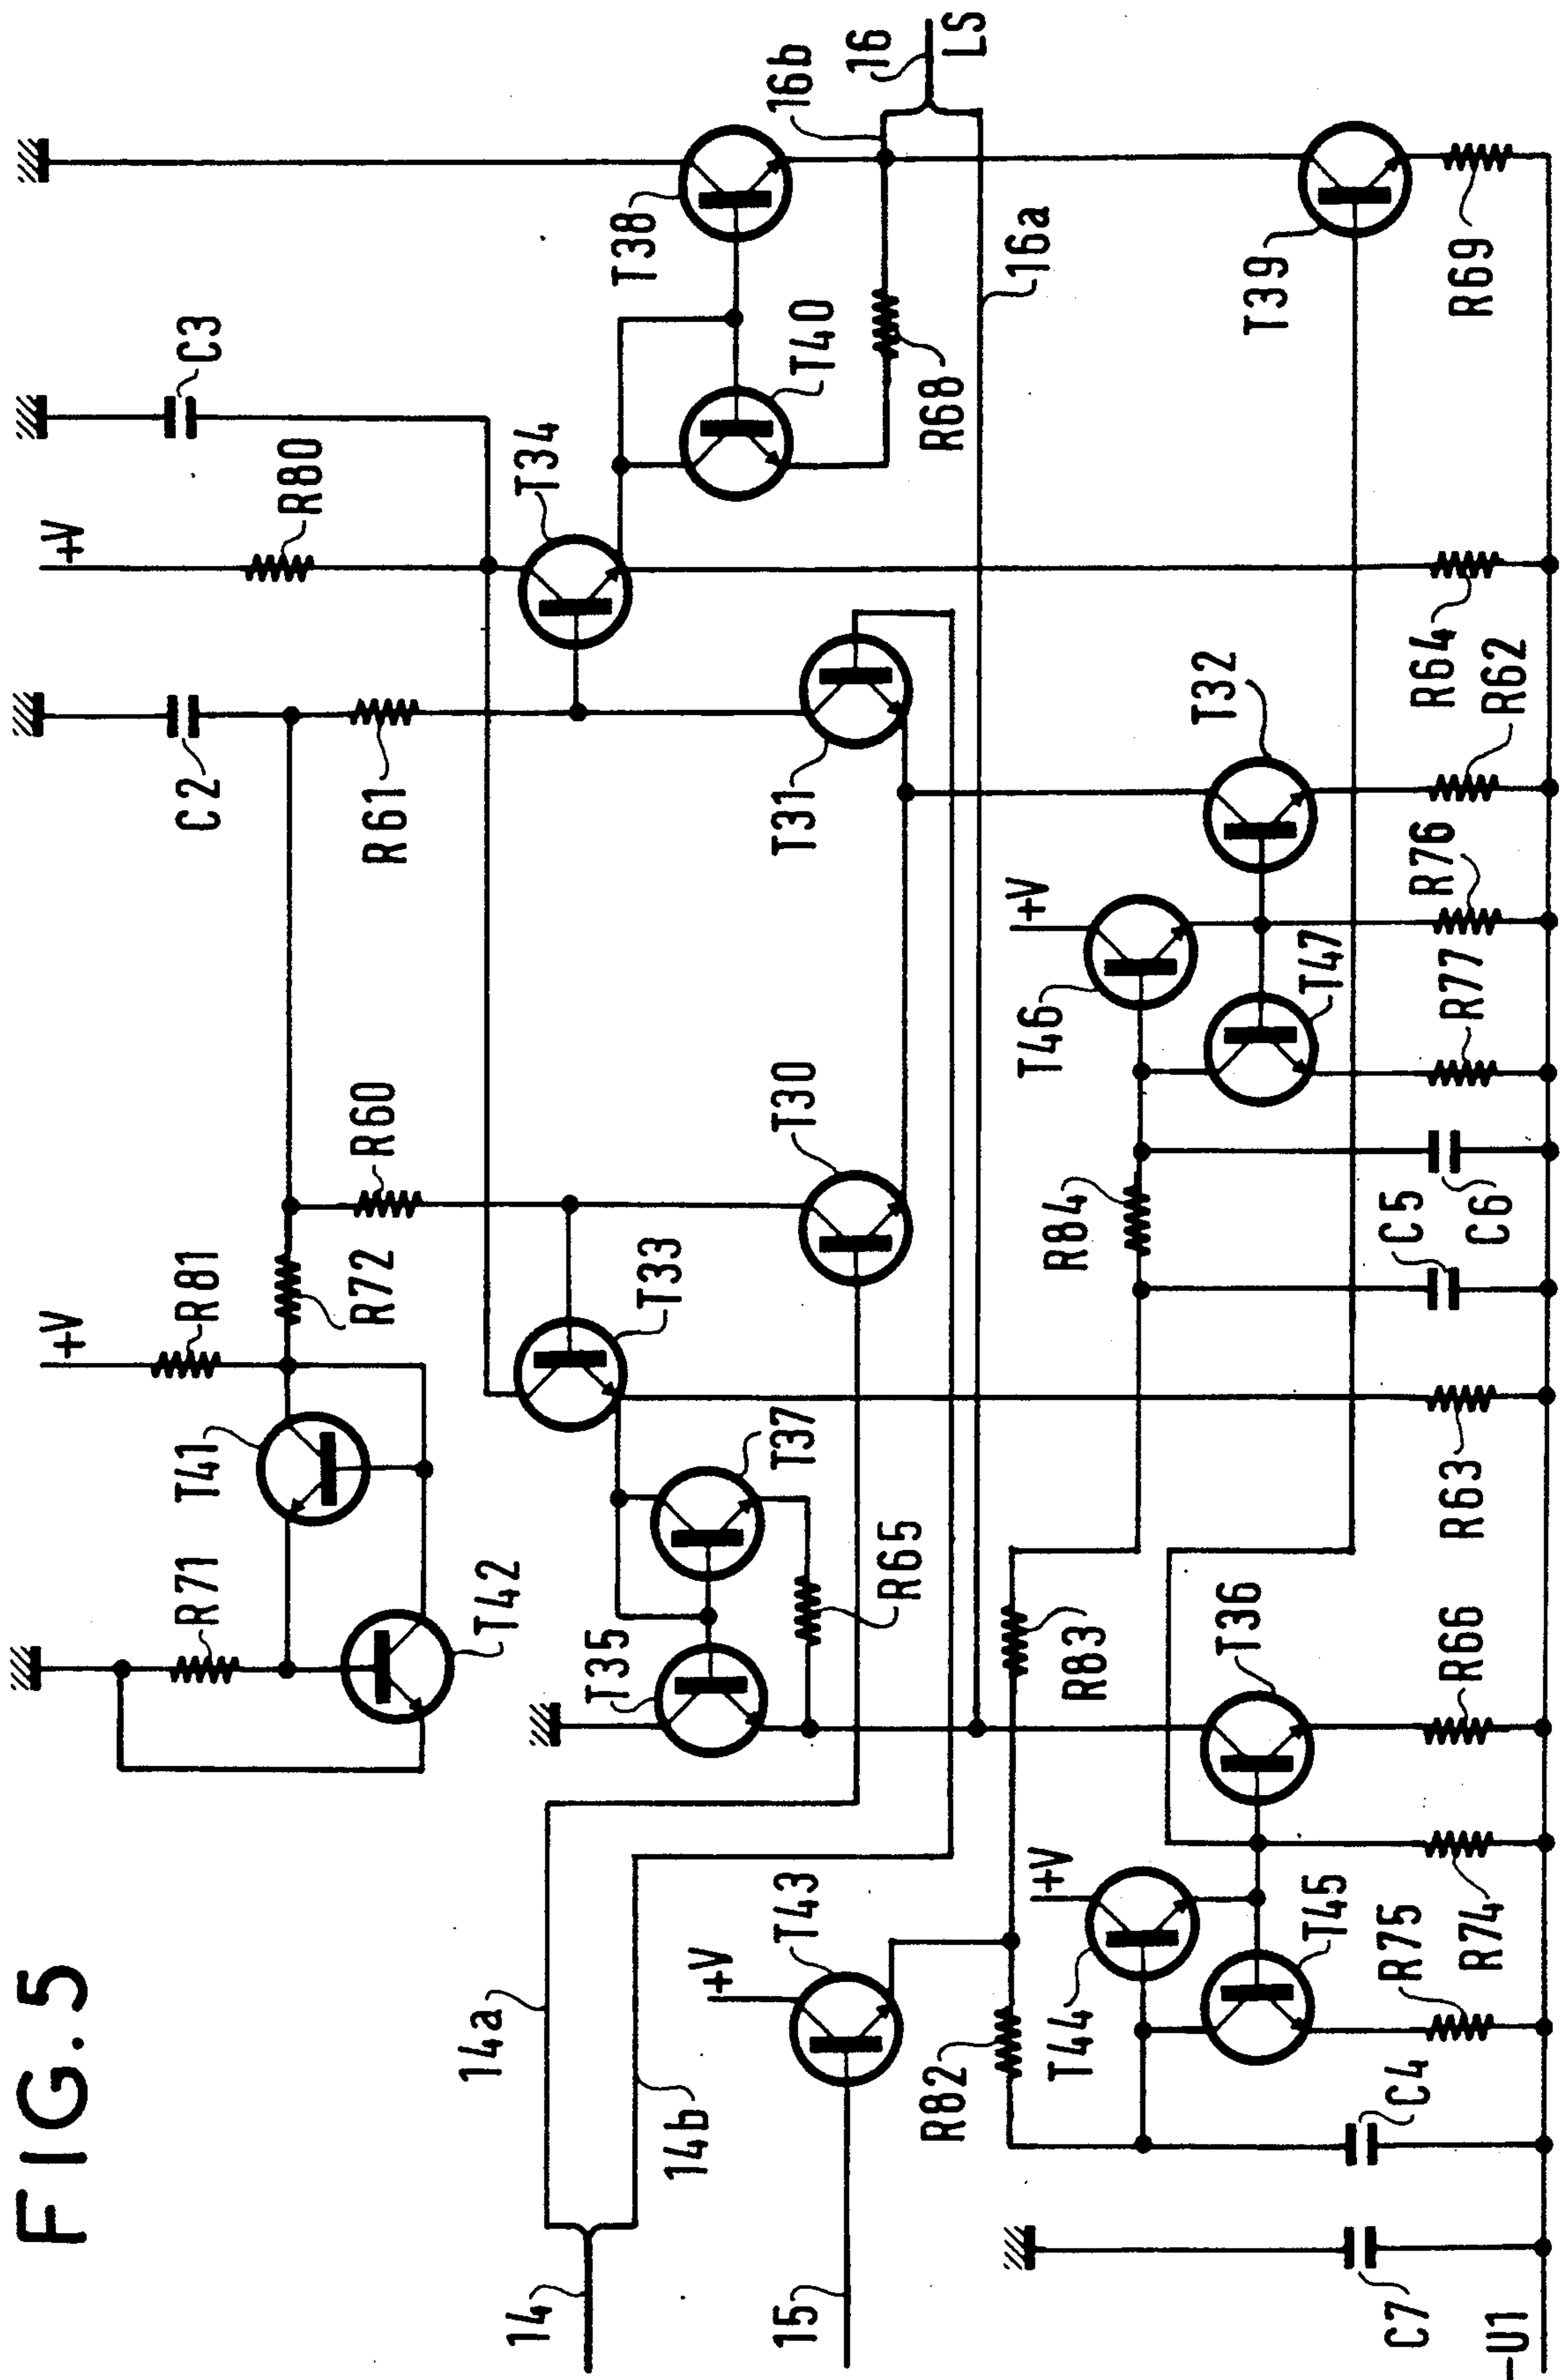 FIG. 5
+V
+V
C3
C2
R80
R81
R71
R72
R60
R61
T41
T42
T34
T33
T38
T40
T37
T35
R65
R68
16b
16
LS
16a
14
14a
14b
15
T30
T31
T43
+V
T32
T46
+V
T47
T39
R69
R64
R62
R76
R77
R84
C5
C6
R83
R63
T36
R66
+V
T44
T45
R82
R75
R74
C4
C7
-U1